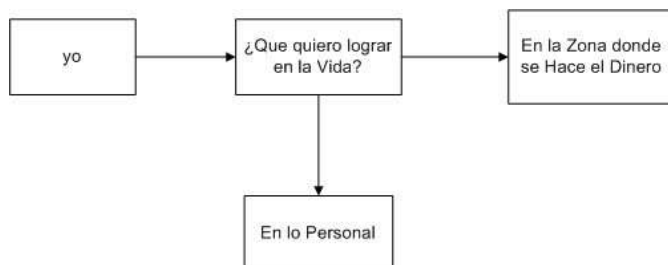 yo
¿Que quiero lograr
en la Vida?
En la Zona donde
se Hace el Dinero
En lo Personal